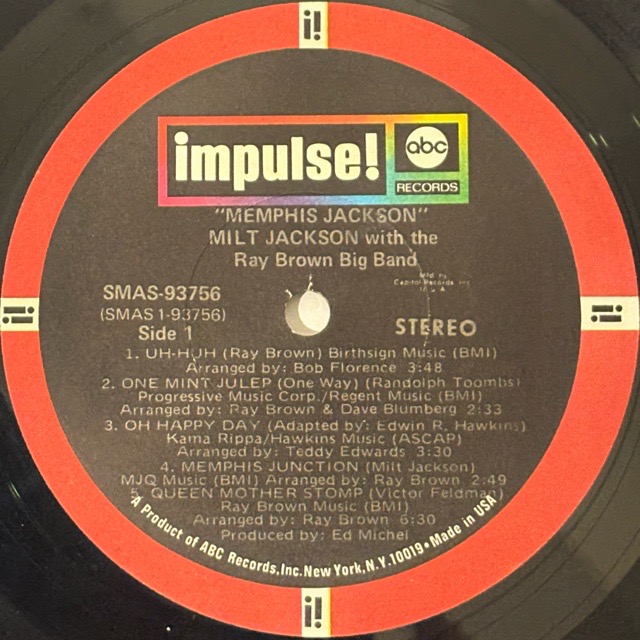 i!
impulse!
abc
RECORDS
"MEMPHIS JACKSON"
MILT JACKSON with the
Ray Brown Big Band
Mfd by
Capitol Records Inc
U S A
SMAS-93756
(SMAS 1-93756)
Side 1
STEREO
i!
i!
1. UH-HUH (Ray Brown) Birthsign Music (BMI)
Arranged by: Bob Florence 3:48
2. ONE MINT JULEP (One Way) (Randolph Toombs)
Progressive Music Corp./Regent Music (BMI)
Arranged by: Ray Brown & Dave Blumberg 2:33
3. OH HAPPY DAY (Adapted by: Edwin R. Hawkins)
Kama Rippa/Hawkins Music (ASCAP)
Arranged by: Teddy Edwards 3:30
4. MEMPHIS JUNCTION (Milt Jackson)
MJQ Music (BMI) Arranged by: Ray Brown 2:49
5. QUEEN MOTHER STOMP (Victor Feldman)
Ray Brown Music (BMI)
Arranged by: Ray Brown 6:30
Produced by: Ed Michel
A Product of ABC Records, Inc. New York, N.Y. 10019 • Made in USA
i!